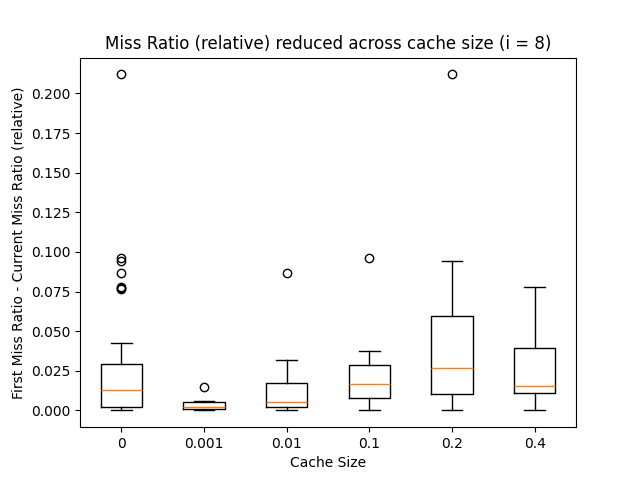 Miss Ratio (relative) reduced across cache size (i = 8)
First Miss Ratio - Current Miss Ratio (relative)
0.200
0.175
0.150
0.125
0.100
0.075
0.050
0.025
0.000
0 0.001 0.01 0.1 0.2 0.4
Cache Size